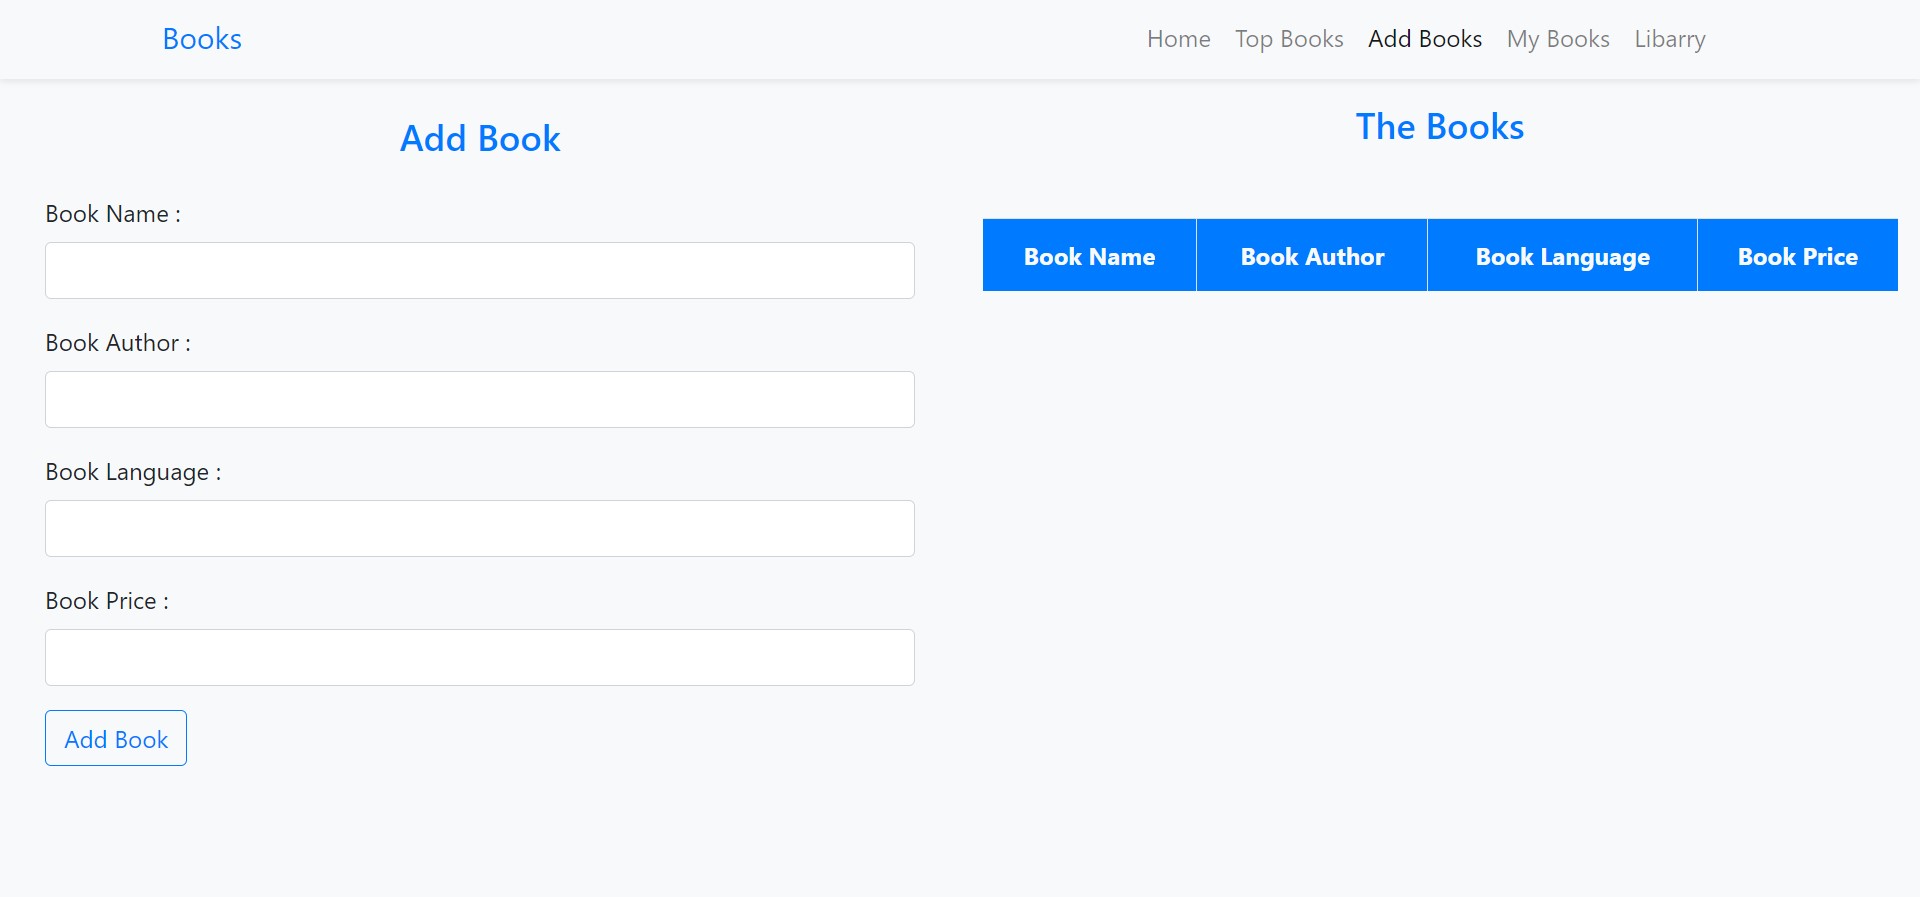 Books
Home Top Books Add Books My Books Libarry
Add Book
Book Name :
Book Author :
Book Language :
Book Price :
Add Book
The Books
Book Name Book Author Book Language Book Price